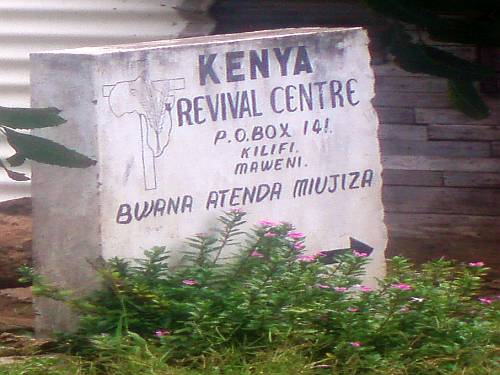 KENYA
REVIVAL CENTRE
P.O.BOX 141.
KILIFI.
MAWENI.
BWANA ATENDA MIUJIZA